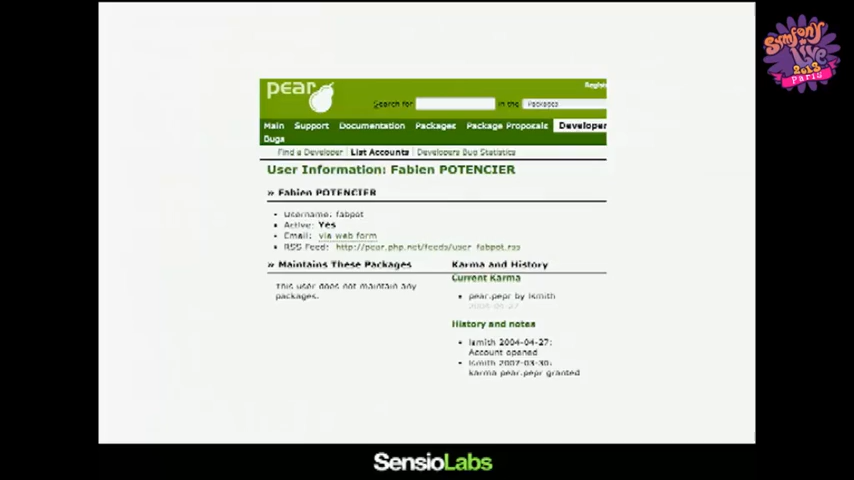 Symfony
Live
2013
Paris
pear
Search for in the Packages
Main Support Documentation Packages Package Proposals Developer
Bugs
Find a Developer List Accounts Developers Bug Statistics
User Information: Fabien POTENCIER
» Fabien POTENCIER
• Username: fabpot
• Active: Yes
• Email: via web form
• RSS Feed: http://pear.php.net/feeds/user_fabpot.rss
» Maintains These Packages
This user does not maintain any
packages.
Karma and History
Current Karma
• pear.pepr by lsmith
History and notes
• lsmith 2004-04-27:
Account opened
• lsmith 2007-03-30:
karma pear.pepr granted
SensioLabs